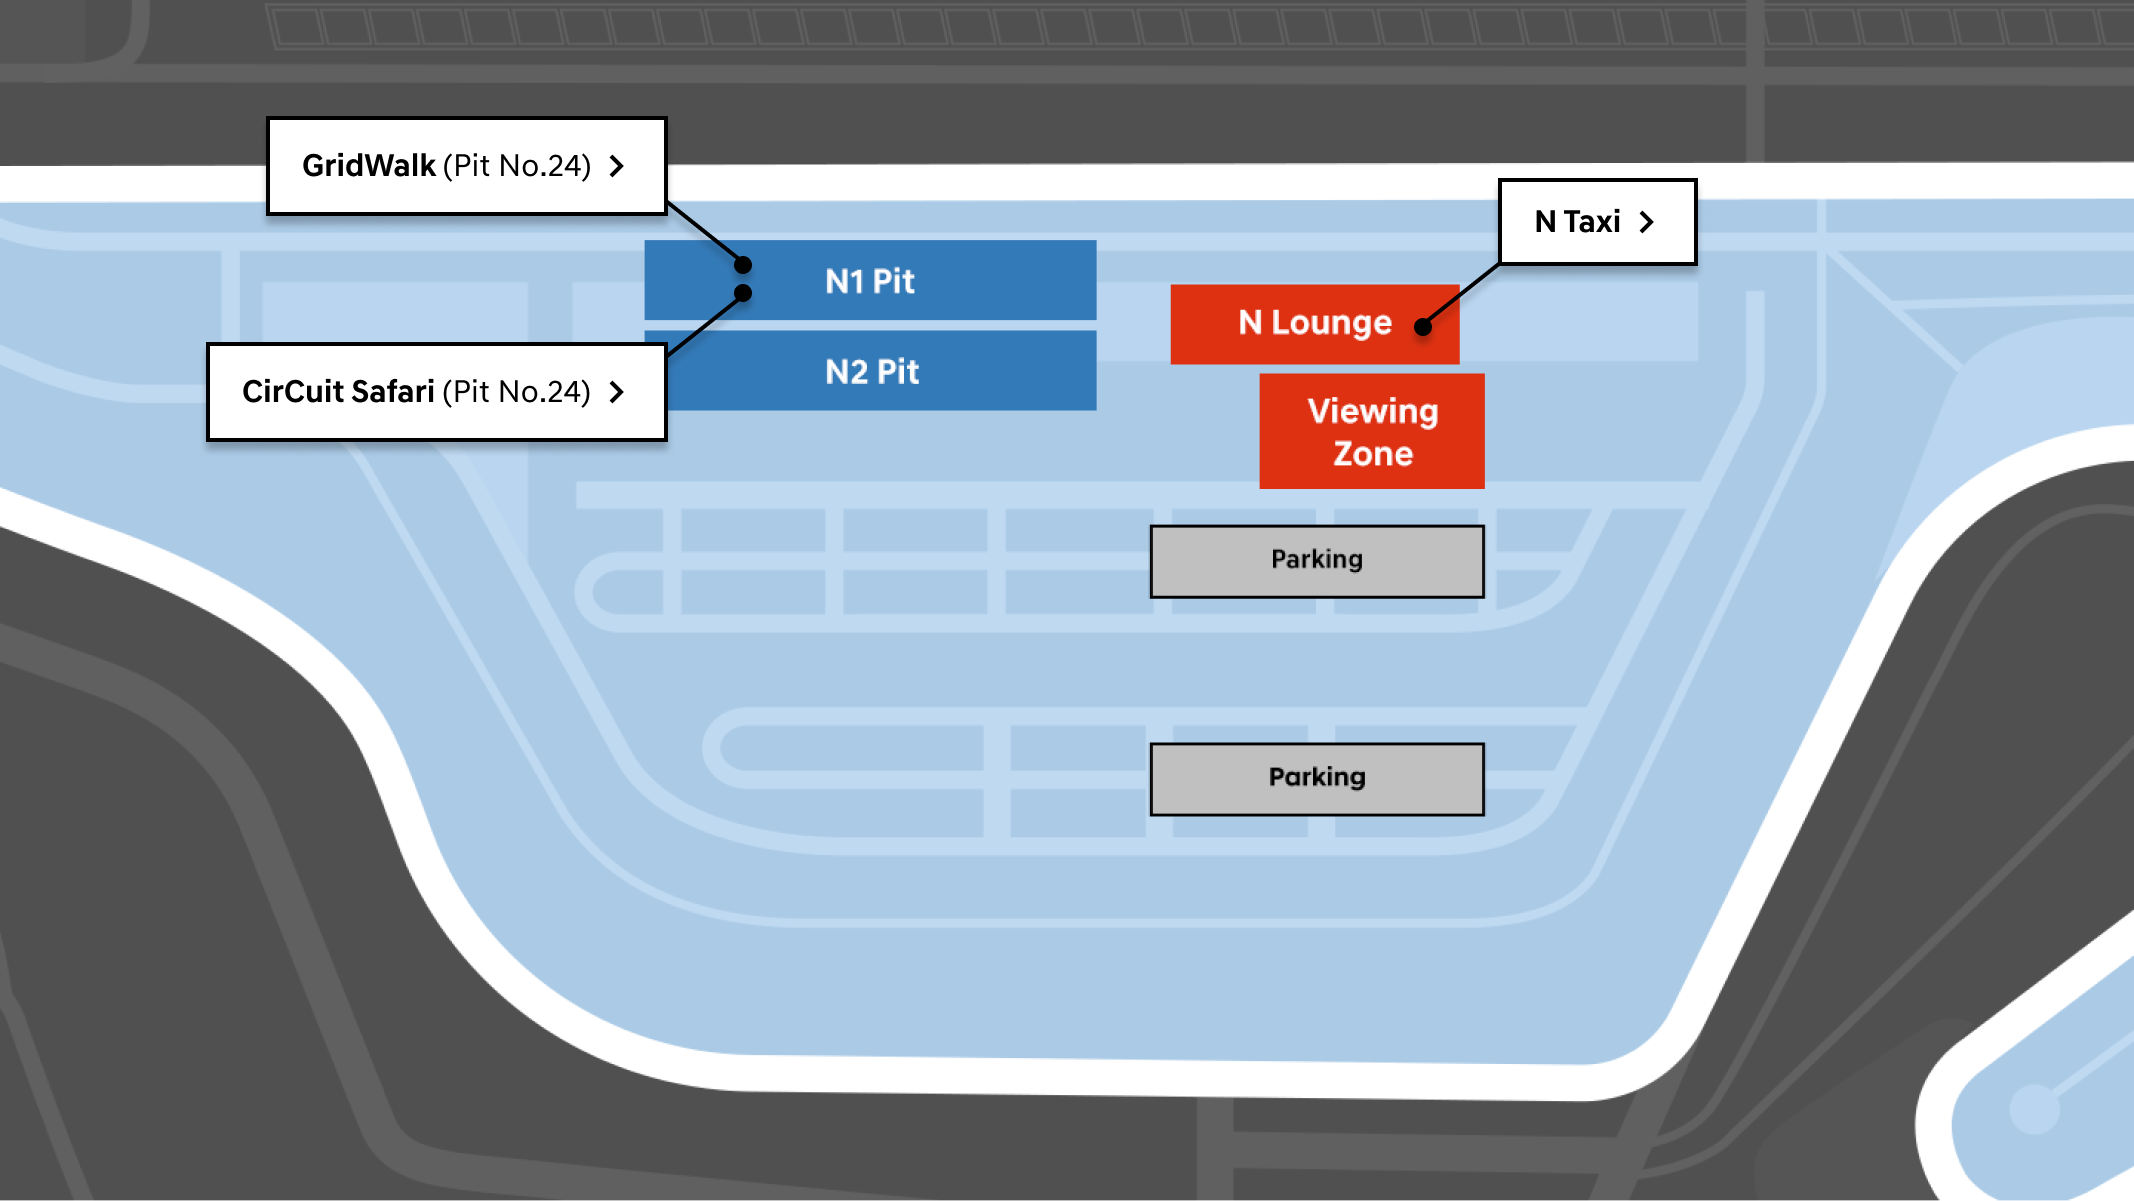 GridWalk (Pit No.24)
N Taxi
N1 Pit
N Lounge
CirCuit Safari (Pit No.24)
N2 Pit
Viewing
Zone
Parking
Parking